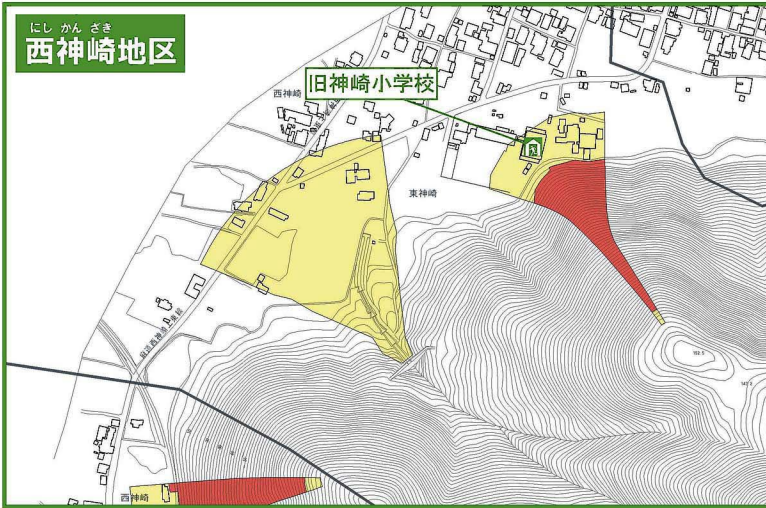 にし かん ざき
西神崎地区
旧神崎小学校
西神崎
東神崎
西神崎